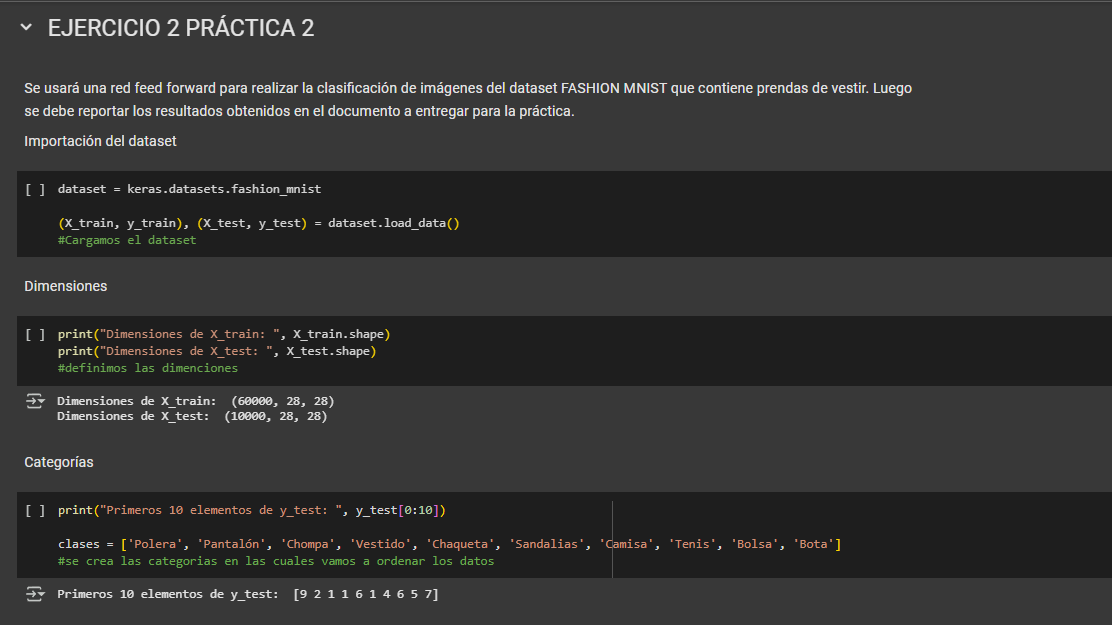 EJERCICIO 2 PRÁCTICA 2
Se usará una red feed forward para realizar la clasificación de imágenes del dataset FASHION MNIST que contiene prendas de vestir. Luego
se debe reportar los resultados obtenidos en el documento a entregar para la práctica.
Importación del dataset
[ ] dataset = keras.datasets.fashion_mnist
(X_train, y_train), (X_test, y_test) = dataset.load_data()
#Cargamos el dataset
Dimensiones
[ ] print("Dimensiones de X_train: ", X_train.shape)
print("Dimensiones de X_test: ", X_test.shape)
#definimos las dimenciones
Dimensiones de X_train:  (60000, 28, 28)
Dimensiones de X_test:  (10000, 28, 28)
Categorías
[ ] print("Primeros 10 elementos de y_test: ", y_test[0:10])
clases = ['Polera', 'Pantalón', 'Chompa', 'Vestido', 'Chaqueta', 'Sandalias', 'Camisa', 'Tenis', 'Bolsa', 'Bota']
#se crea las categorias en las cuales vamos a ordenar los datos
Primeros 10 elementos de y_test:  [9 2 1 1 6 1 4 6 5 7]